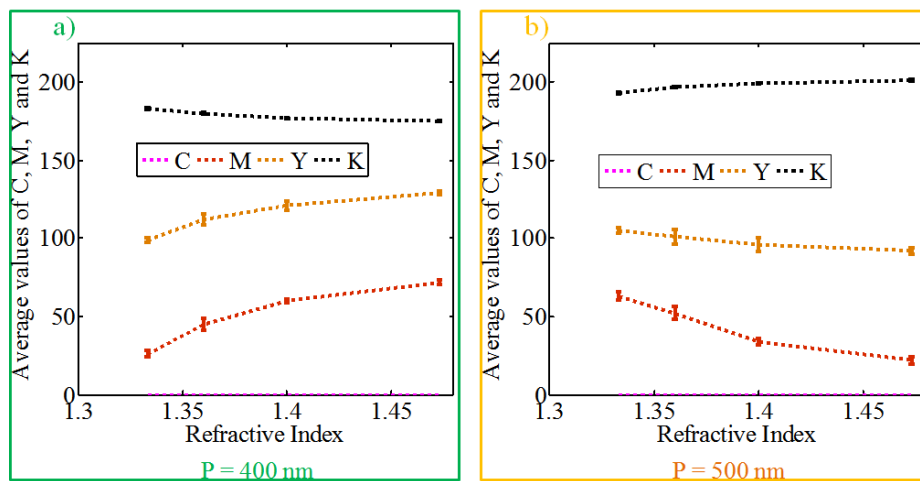 a)
Average values of C, M, Y and K
200
150
100
50
0
C M Y K
1.3 1.35 1.4 1.45
Refractive Index
P = 400 nm
b)
Average values of C, M, Y and K
200
150
100
50
0
C M Y K
1.3 1.35 1.4 1.45
Refractive Index
P = 500 nm